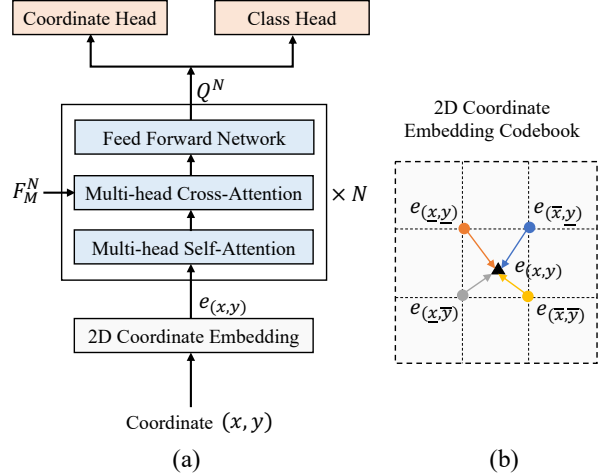 Coordinate Head
Class Head
Q^N
Feed Forward Network
F_M^N
Multi-head Cross-Attention
× N
Multi-head Self-Attention
e_(x,y)
2D Coordinate Embedding
Coordinate (x, y)
(a)
2D Coordinate
Embedding Codebook
e_(x̲,y̲)
e_(x̅,y̲)
e_(x,y)
e_(x̲,y̅)
e_(x̅,y̅)
(b)